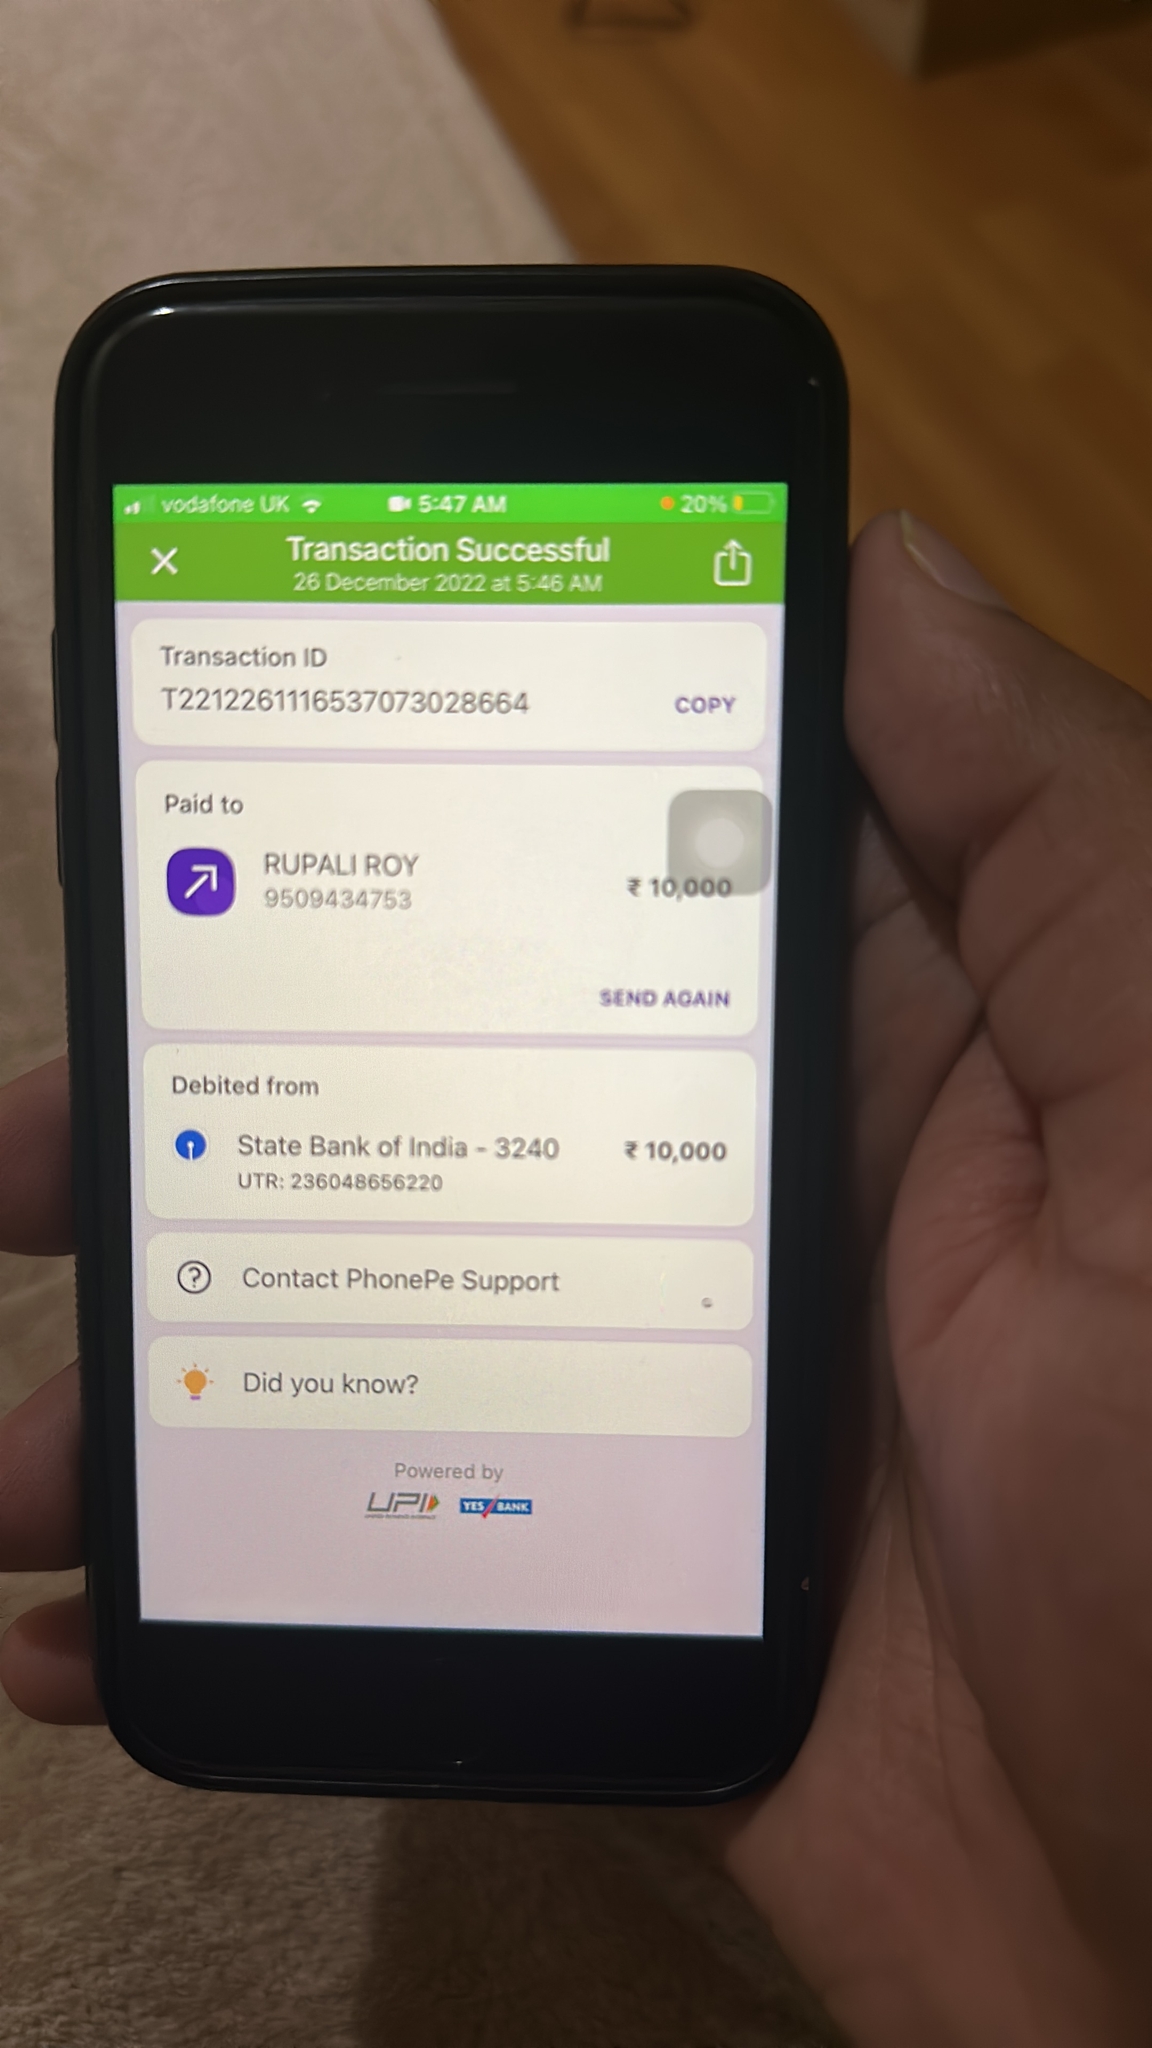 vodafone UK 5:47 AM 20%
Transaction Successful
26 December 2022 at 5:46 AM
Transaction ID
T2212261116537073028664 COPY
Paid to
RUPALI ROY
9509434753 ₹ 10,000
SEND AGAIN
Debited from
State Bank of India - 3240 ₹ 10,000
UTR: 236048656220
Contact PhonePe Support
Did you know?
Powered by
UPI YES BANK